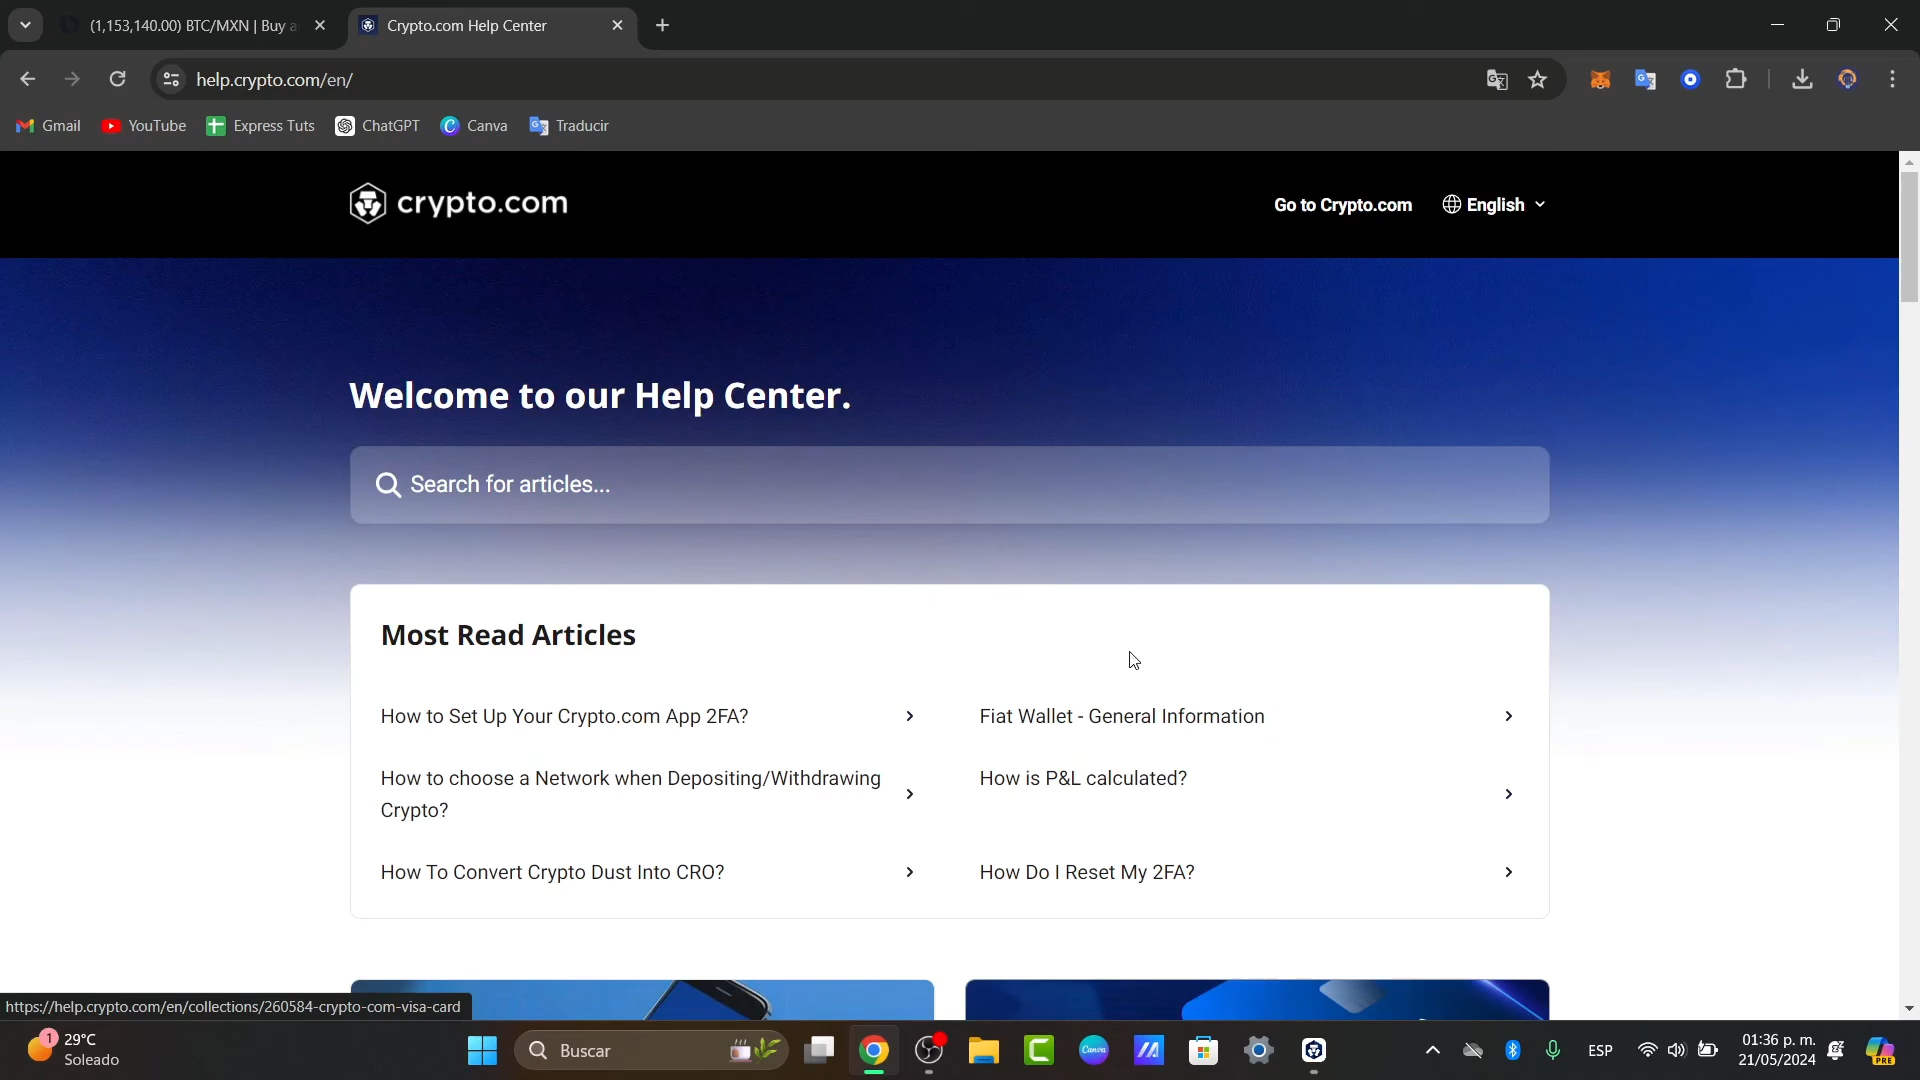 (1,153,140.00) BTC/MXN | Buy a
Crypto.com Help Center
help.crypto.com/en/
Gmail
YouTube
Express Tuts
ChatGPT
Canva
Traducir
crypto.com
Go to Crypto.com
English
Welcome to our Help Center.
Search for articles...
Most Read Articles
How to Set Up Your Crypto.com App 2FA?
Fiat Wallet - General Information
How to choose a Network when Depositing/Withdrawing
Crypto?
How is P&L calculated?
How To Convert Crypto Dust Into CRO?
How Do I Reset My 2FA?
https://help.crypto.com/en/collections/260584-crypto-com-visa-card
1
29°C
Soleado
Buscar
Canva
ESP
01:36 p. m.
21/05/2024
PRE